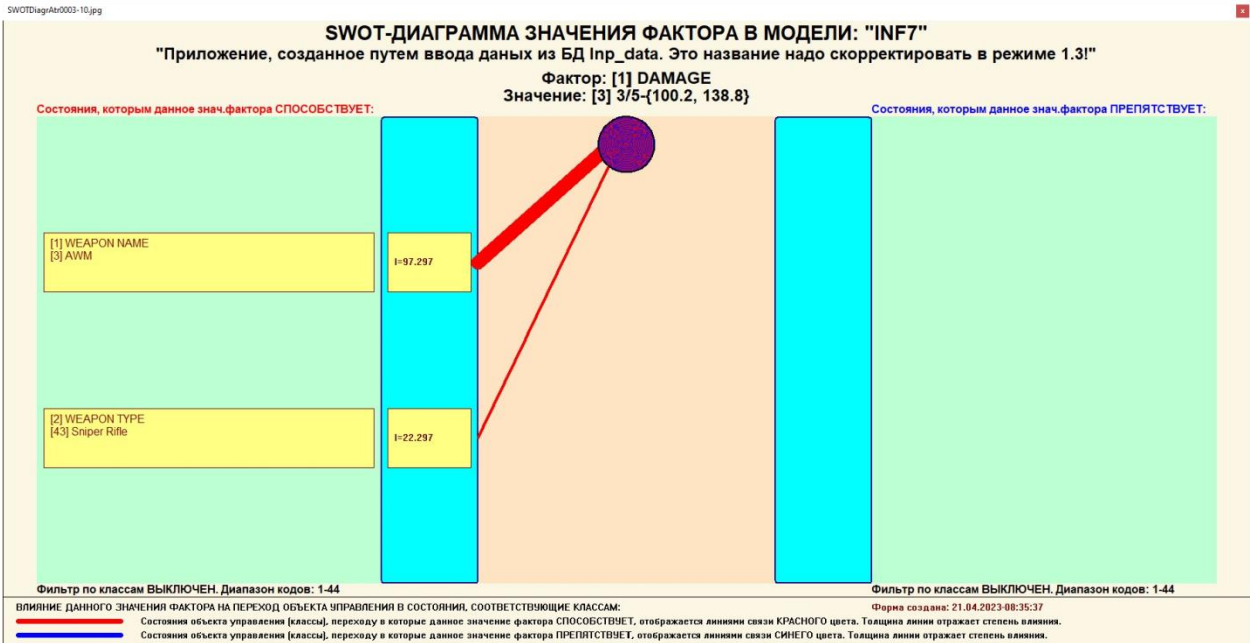 SWOTDiagrAtr0003-10.jpg
x
SWOT-ДИАГРАММА ЗНАЧЕНИЯ ФАКТОРА В МОДЕЛИ: "INF7"
"Приложение, созданное путем ввода даных из БД Inp_data. Это название надо скорректировать в режиме 1.3!"
Фактор: [1] DAMAGE
Значение: [3] 3/5-{100.2, 138.8}
Состояния, которым данное знач.фактора СПОСОБСТВУЕТ:
Состояния, которым данное знач.фактора ПРЕПЯТСТВУЕТ:
[1] WEAPON NAME
[3] AWM
I=97.297
[2] WEAPON TYPE
[43] Sniper Rifle
I=22.297
Фильтр по классам ВЫКЛЮЧЕН. Диапазон кодов: 1-44
Фильтр по классам ВЫКЛЮЧЕН. Диапазон кодов: 1-44
ВЛИЯНИЕ ДАННОГО ЗНАЧЕНИЯ ФАКТОРА НА ПЕРЕХОД ОБЪЕКТА УПРАВЛЕНИЯ В СОСТОЯНИЯ, СООТВЕТСТВУЮЩИЕ КЛАССАМ:
Форма создана: 21.04.2023-08:35:37
Состояния объекта управления (классы), переходу в которые данное значение фактора СПОСОБСТВУЕТ, отображается линиями связи КРАСНОГО цвета. Толщина линии отражает степень влияния.
Состояния объекта управления (классы), переходу в которые данное значение фактора ПРЕПЯТСТВУЕТ, отображается линиями связи СИНЕГО цвета. Толщина линии отражает степень влияния.